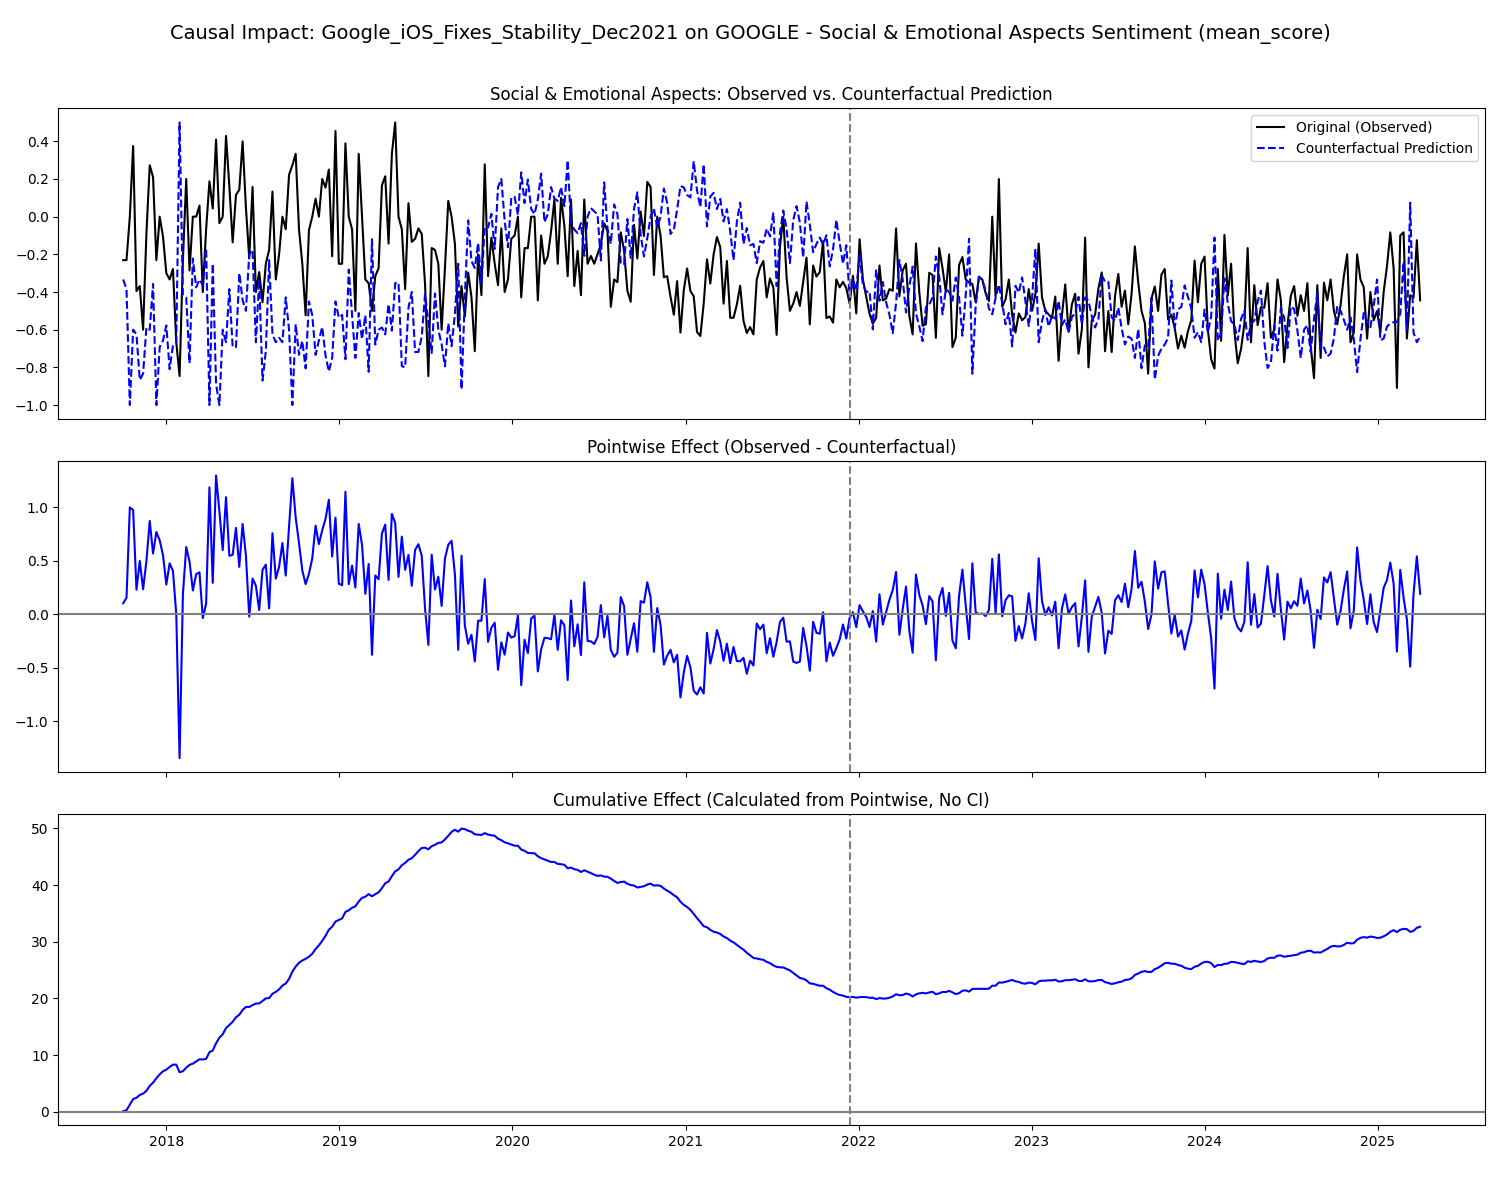 Causal Impact: Google_iOS_Fixes_Stability_Dec2021 on GOOGLE - Social & Emotional Aspects Sentiment (mean_score)
Social & Emotional Aspects: Observed vs. Counterfactual Prediction
Original (Observed)
Counterfactual Prediction
0.4
0.2
0.0
−0.2
−0.4
−0.6
−0.8
−1.0
Pointwise Effect (Observed - Counterfactual)
1.0
0.5
0.0
−0.5
−1.0
Cumulative Effect (Calculated from Pointwise, No CI)
50
40
30
20
10
0
2018 2019 2020 2021 2022 2023 2024 2025